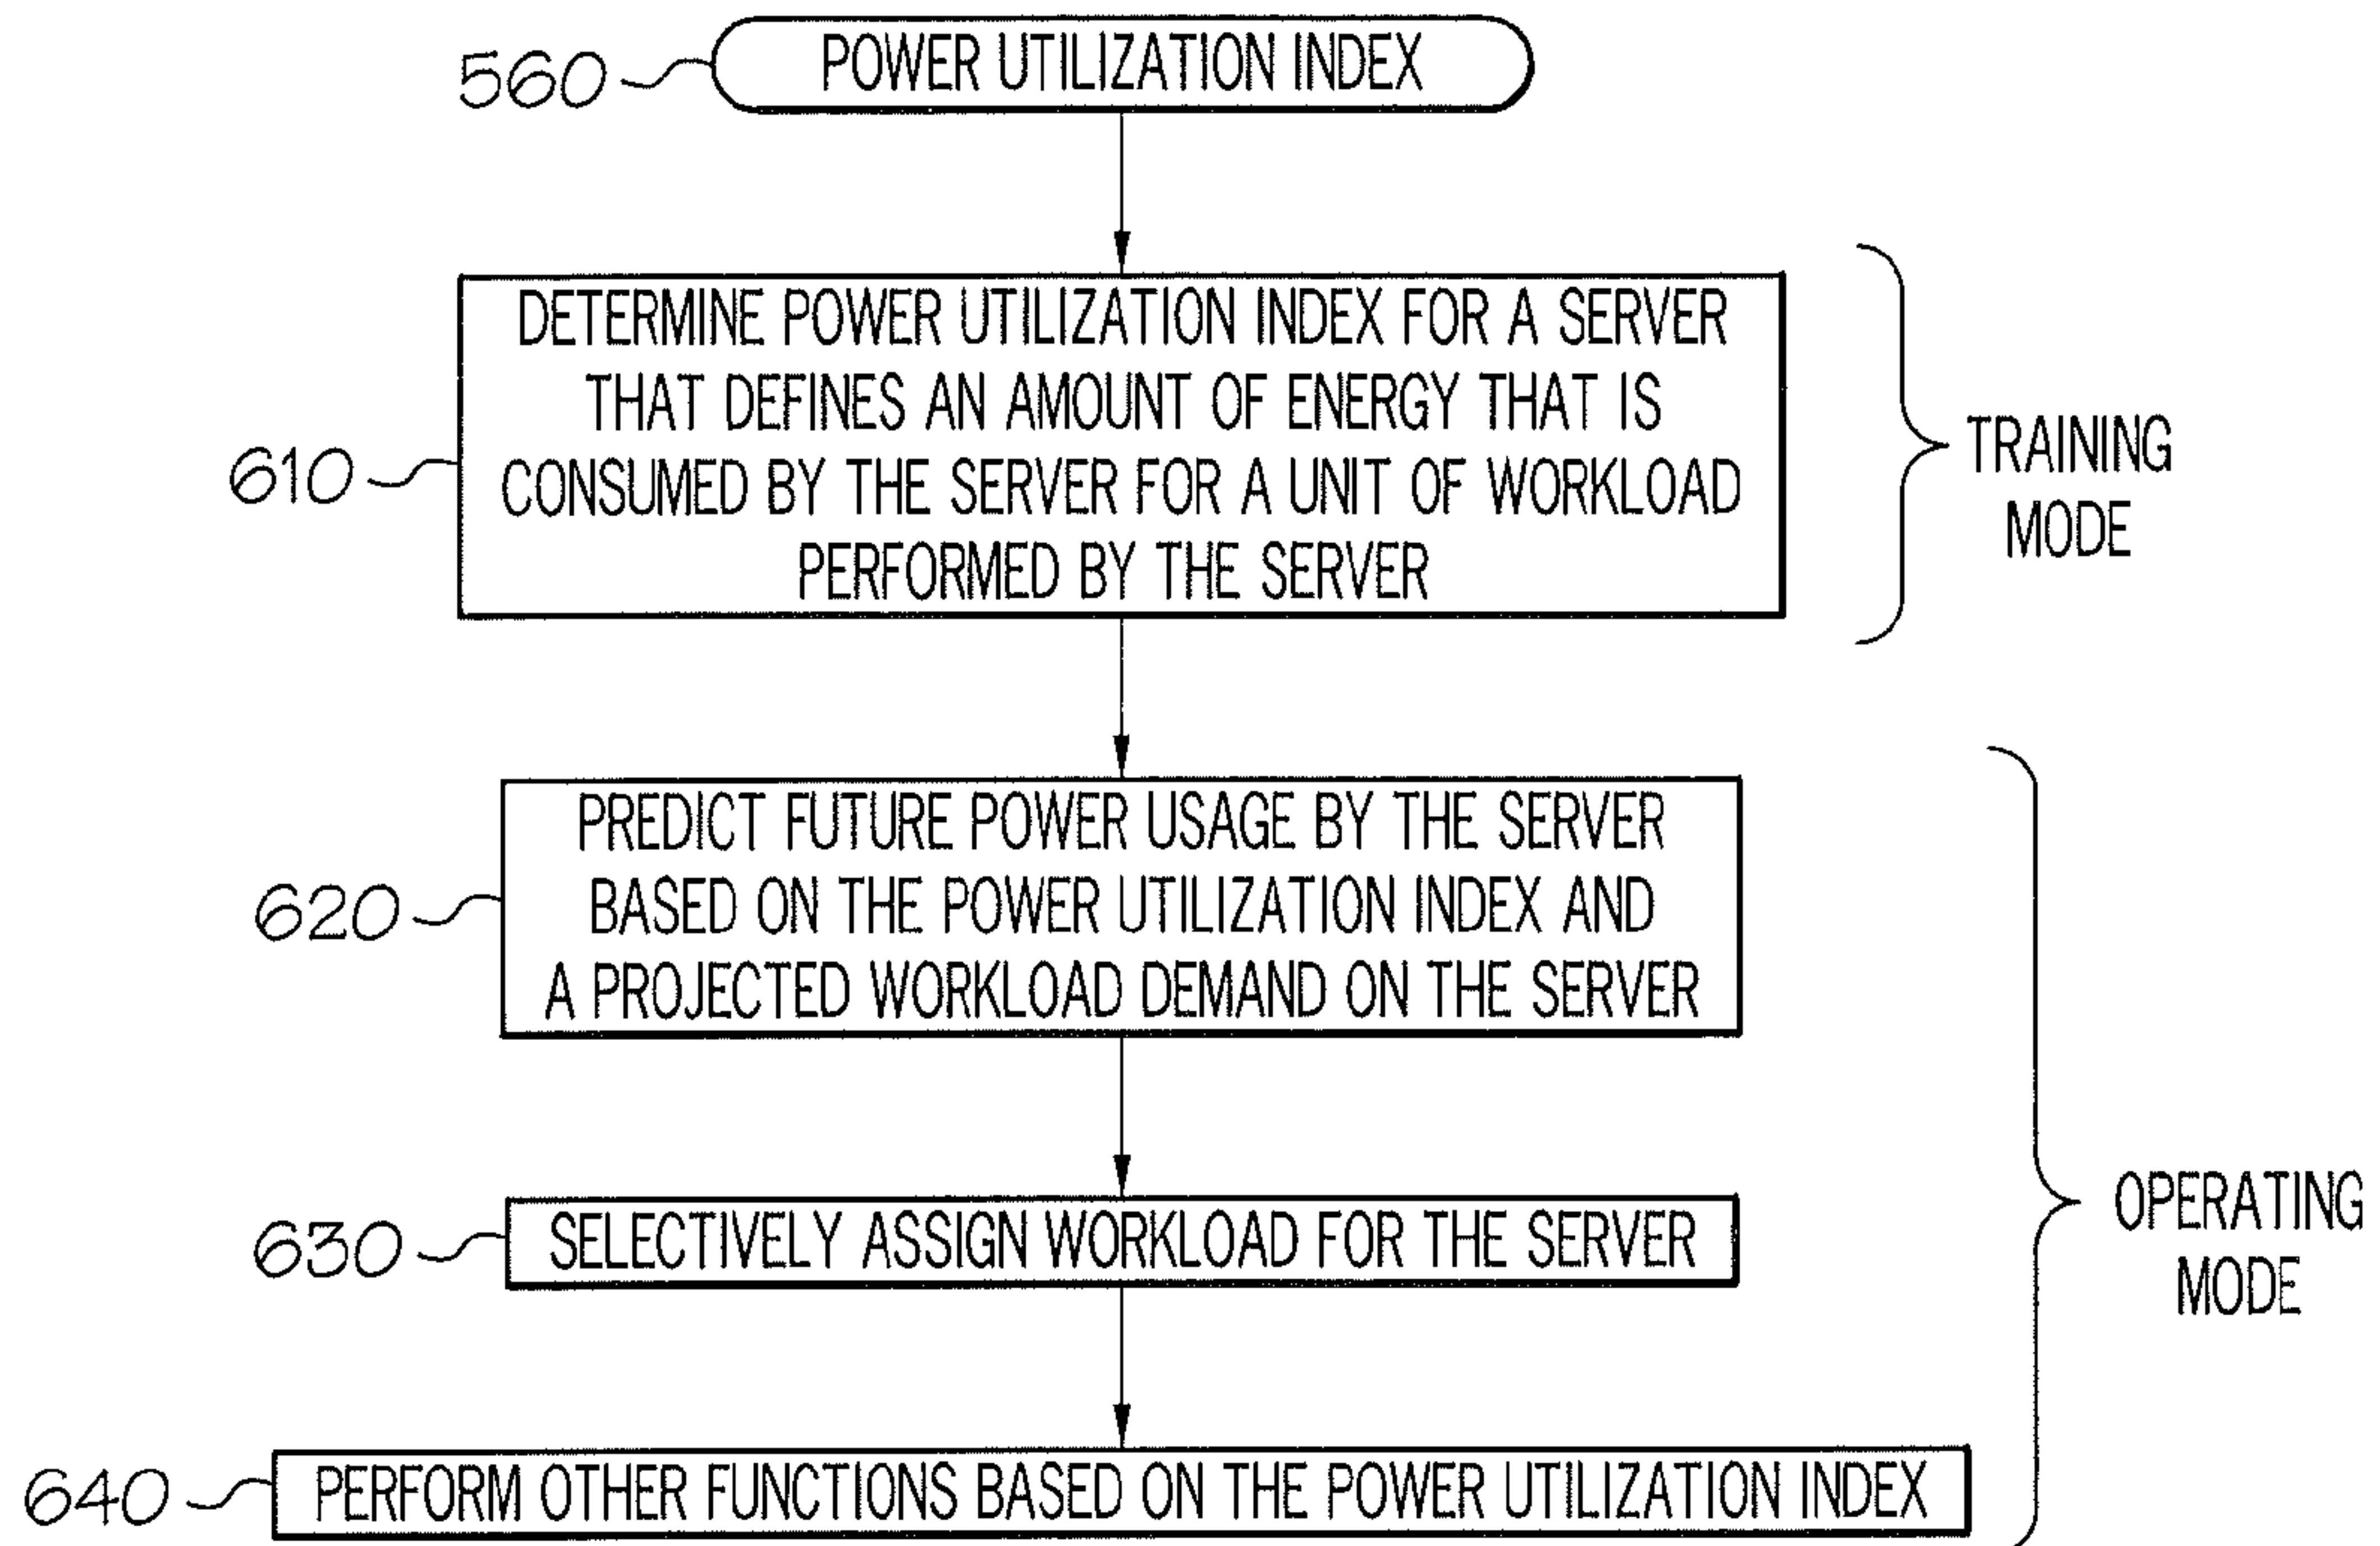 560
POWER UTILIZATION INDEX
DETERMINE POWER UTILIZATION INDEX FOR A SERVER
THAT DEFINES AN AMOUNT OF ENERGY THAT IS
CONSUMED BY THE SERVER FOR A UNIT OF WORKLOAD
PERFORMED BY THE SERVER
610
TRAINING
MODE
PREDICT FUTURE POWER USAGE BY THE SERVER
BASED ON THE POWER UTILIZATION INDEX AND
A PROJECTED WORKLOAD DEMAND ON THE SERVER
620
630
SELECTIVELY ASSIGN WORKLOAD FOR THE SERVER
OPERATING
MODE
640
PERFORM OTHER FUNCTIONS BASED ON THE POWER UTILIZATION INDEX